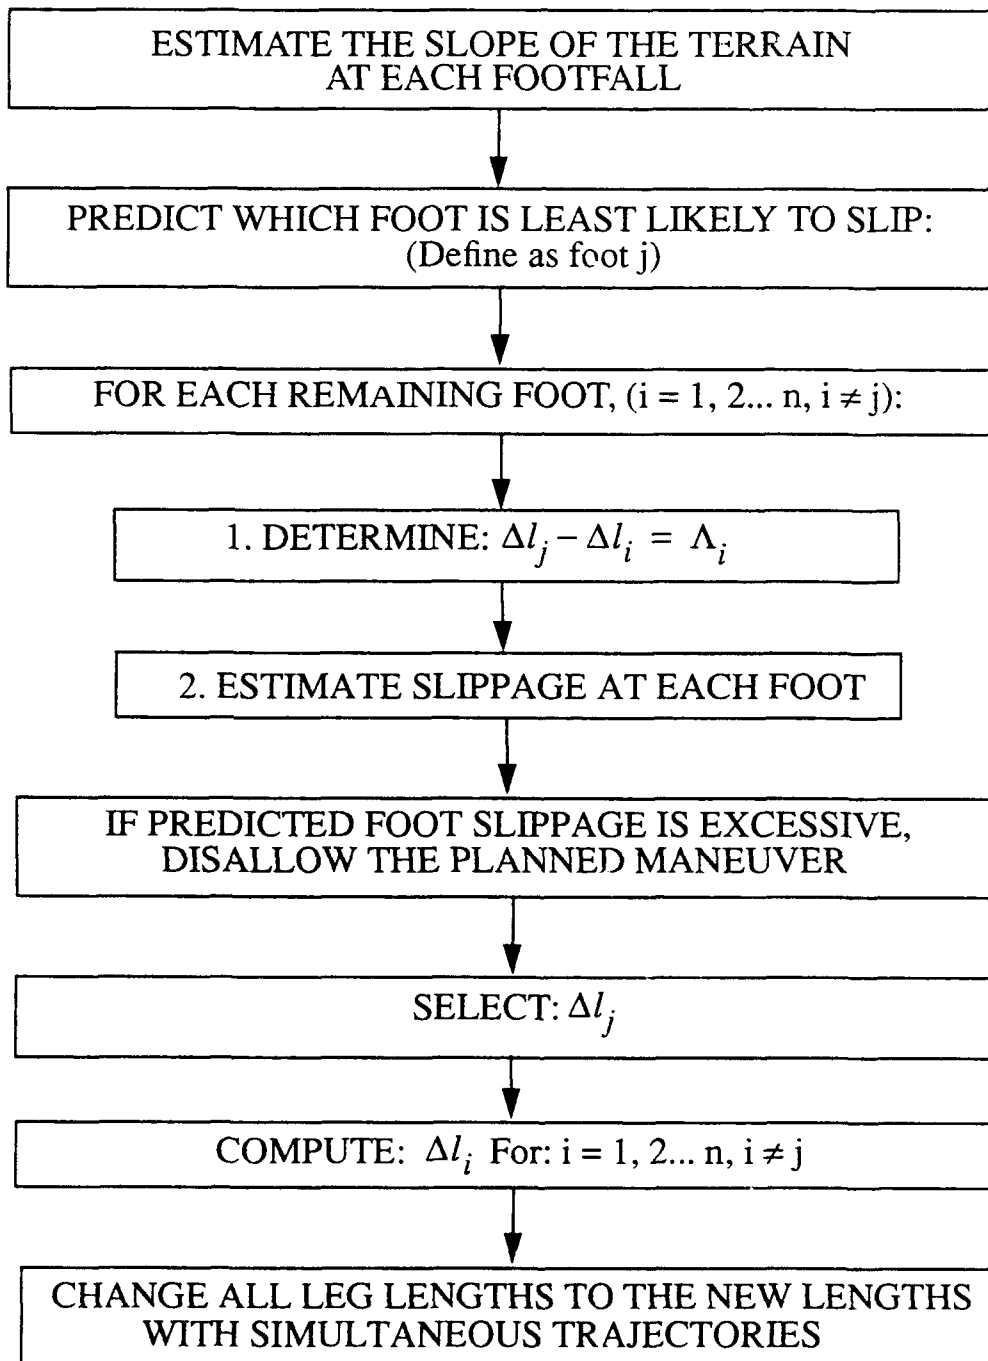 ESTIMATE THE SLOPE OF THE TERRAIN
AT EACH FOOTFALL
PREDICT WHICH FOOT IS LEAST LIKELY TO SLIP:
(Define as foot j)
FOR EACH REMAINING FOOT, (i = 1, 2... n, i ≠ j):
1. DETERMINE: Δl_j − Δl_i = Λ_i
2. ESTIMATE SLIPPAGE AT EACH FOOT
IF PREDICTED FOOT SLIPPAGE IS EXCESSIVE,
DISALLOW THE PLANNED MANEUVER
SELECT: Δl_j
COMPUTE: Δl_i For: i = 1, 2... n, i ≠ j
CHANGE ALL LEG LENGTHS TO THE NEW LENGTHS
WITH SIMULTANEOUS TRAJECTORIES